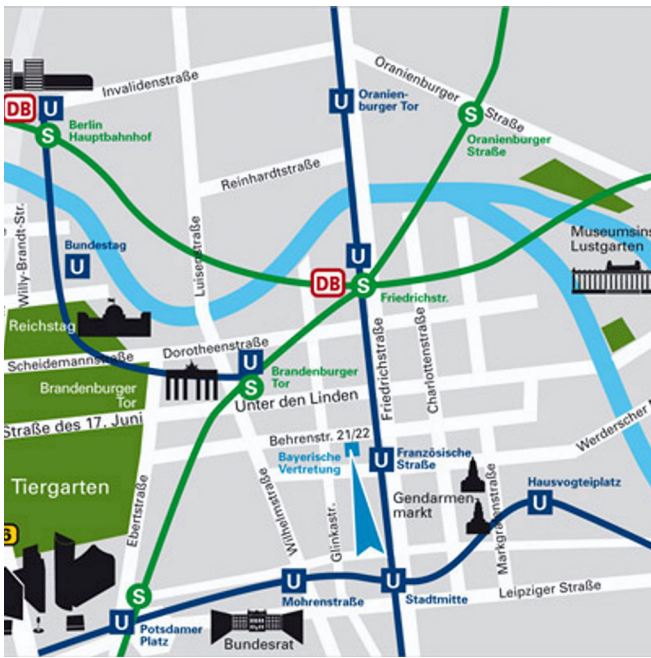 Invalidenstraße
Oranienburger
Straße
DB
U
Oranien-
burger Tor
U
S
Berlin
Hauptbahnhof
S
Oranienburger
Straße
Reinhardtstraße
Willy-Brandt-Str.
Bundestag
U
Luisenstraße
U
Museumsins
Lustgarten
DB
S
Friedrichstr.
Reichstag
Dorotheenstraße
Friedrichstraße
Charlottenstraße
Scheidemannstraße
U
Brandenburger
Tor
S
Brandenburger
Tor
Unter den Linden
Straße des 17. Juni
Behrenstr. 21/22
Werderscher M
Bayerische
Vertretung
U
Französische
Straße
Tiergarten
Ebertstraße
Wilhelmstraße
Glinkastr.
Gendarmen
markt
Markgrafenstraße
Hausvogteiplatz
U
6
S
U
Mohrenstraße
U
Stadtmitte
Leipziger Straße
U
Potsdamer
Platz
Bundesrat